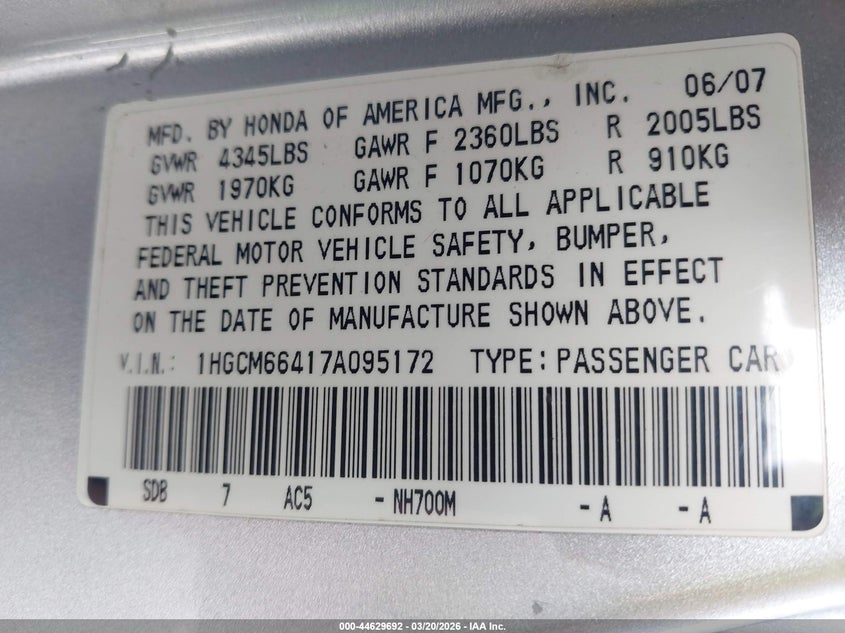 MFD. BY HONDA OF AMERICA MFG., INC. 06/07
GVWR 4345LBS GAWR F 2360LBS R 2005LBS
GVWR 1970KG GAWR F 1070KG R 910KG
THIS VEHICLE CONFORMS TO ALL APPLICABLE
FEDERAL MOTOR VEHICLE SAFETY, BUMPER,
AND THEFT PREVENTION STANDARDS IN EFFECT
ON THE DATE OF MANUFACTURE SHOWN ABOVE.
V.I.N.: 1HGCM66417A095172 TYPE: PASSENGER CAR
SDB 7 AC5 - NH700M - A - A
000-44629692 - 03/20/2026 - IAA Inc.